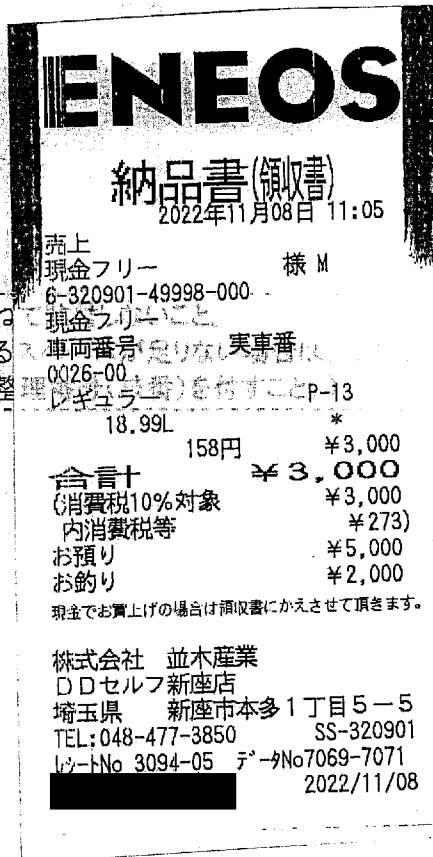 ENEOS
納品書(領収書)
2022年11月08日 11:05
売上
現金フリー 様 M
6-320901-49998-000
現金フリー
車両番号 実車番
0026-00
レギュラー P-13
18.99L *
158円 ¥3,000
合計 ¥3,000
(消費税10%対象 ¥3,000
内消費税等 ¥273)
お預り ¥5,000
お釣り ¥2,000
現金でお買上げの場合は領収書にかえさせて頂きます。
株式会社 並木産業
DDセルフ新座店
埼玉県 新座市本多1丁目5-5
TEL:048-477-3850 SS-320901
レシートNo 3094-05 データNo7069-7071
2022/11/08